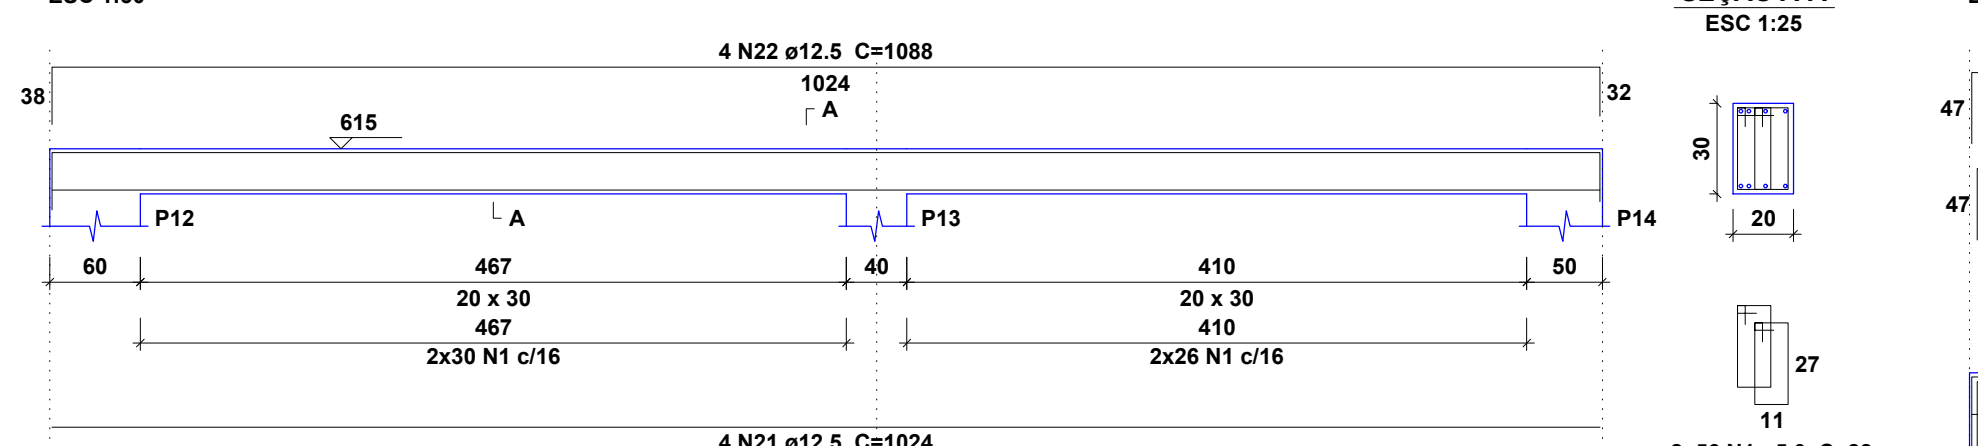 ESC 1:25
4 N22 ø12.5 C=1088
1024
38
32
A
615
47
30
P12
A
P13
P14
20
47
60
467
40
410
50
20 x 30
20 x 30
467
410
2x30 N1 c/16
2x26 N1 c/16
27
11
4 N21 ø12.5 C=1024